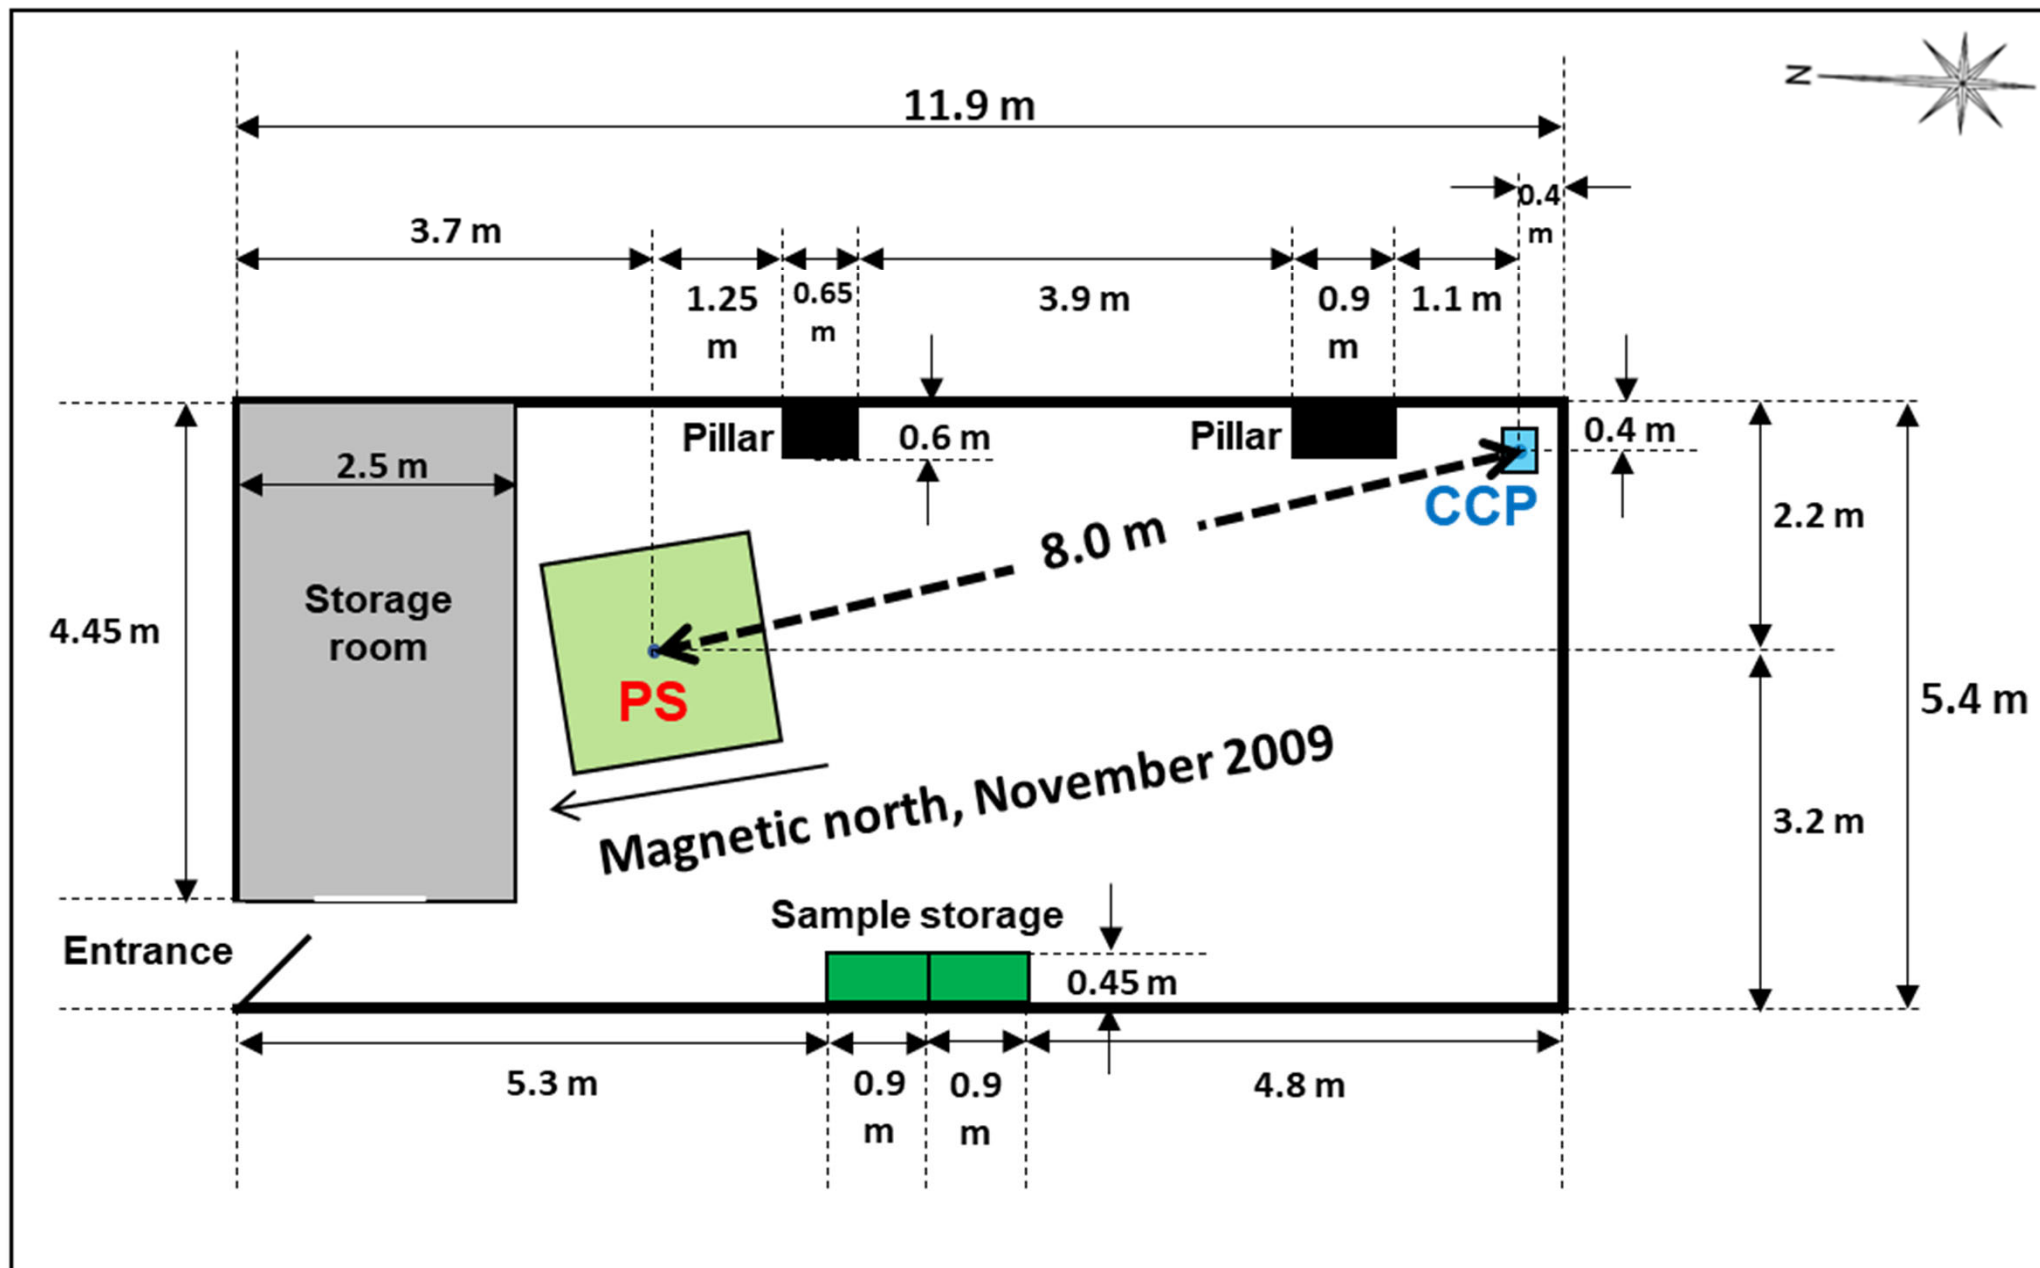 N
11.9 m
0.4
m
3.7 m
1.25
m
0.65
m
3.9 m
0.9
m
1.1 m
Pillar
0.6 m
Pillar
0.4 m
2.5 m
CCP
2.2 m
8.0 m
Storage
room
4.45 m
PS
5.4 m
Magnetic north, November 2009
3.2 m
Sample storage
Entrance
0.45 m
5.3 m
0.9
m
0.9
m
4.8 m